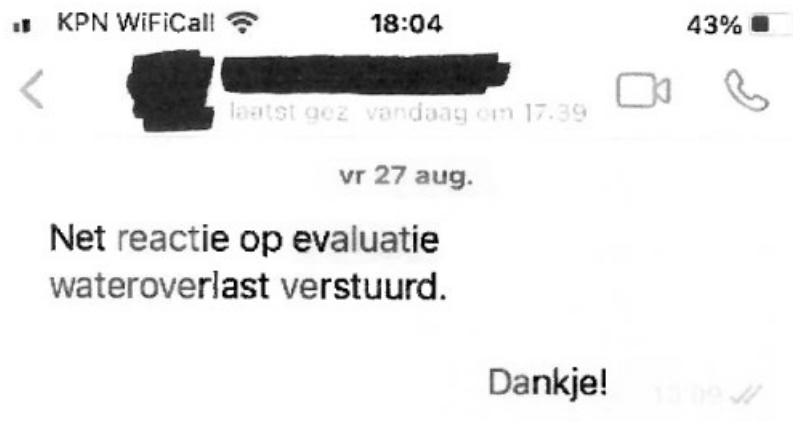 KPN WiFiCall 18:04 43%
laatst gez vandaag om 17:39
vr 27 aug.
Net reactie op evaluatie
wateroverlast verstuurd.
Dankje!